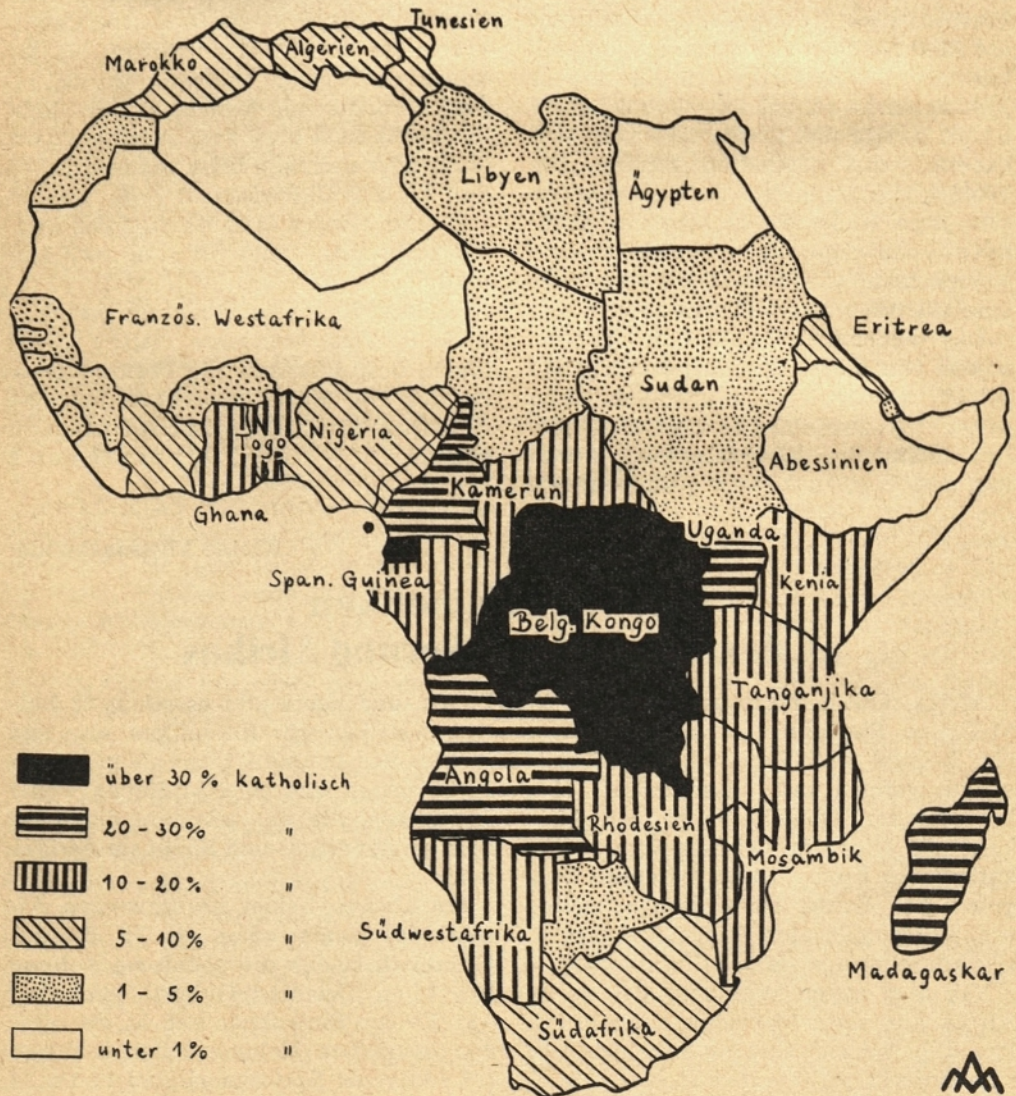 Tunesien
Algerien
Marokko
Libyen
Ägypten
Französ. Westafrika
Eritrea
Sudan
Togo
Nigeria
Abessinien
Kamerun
Ghana
Uganda
Span. Guinea
Kenia
Belg. Kongo
Tanganjika
Angola
Rhodesien
Mosambik
Südwestafrika
Madagaskar
Südafrika
über 30 % katholisch
20 - 30% "
10 - 20% "
5 - 10% "
1 - 5% "
unter 1% "